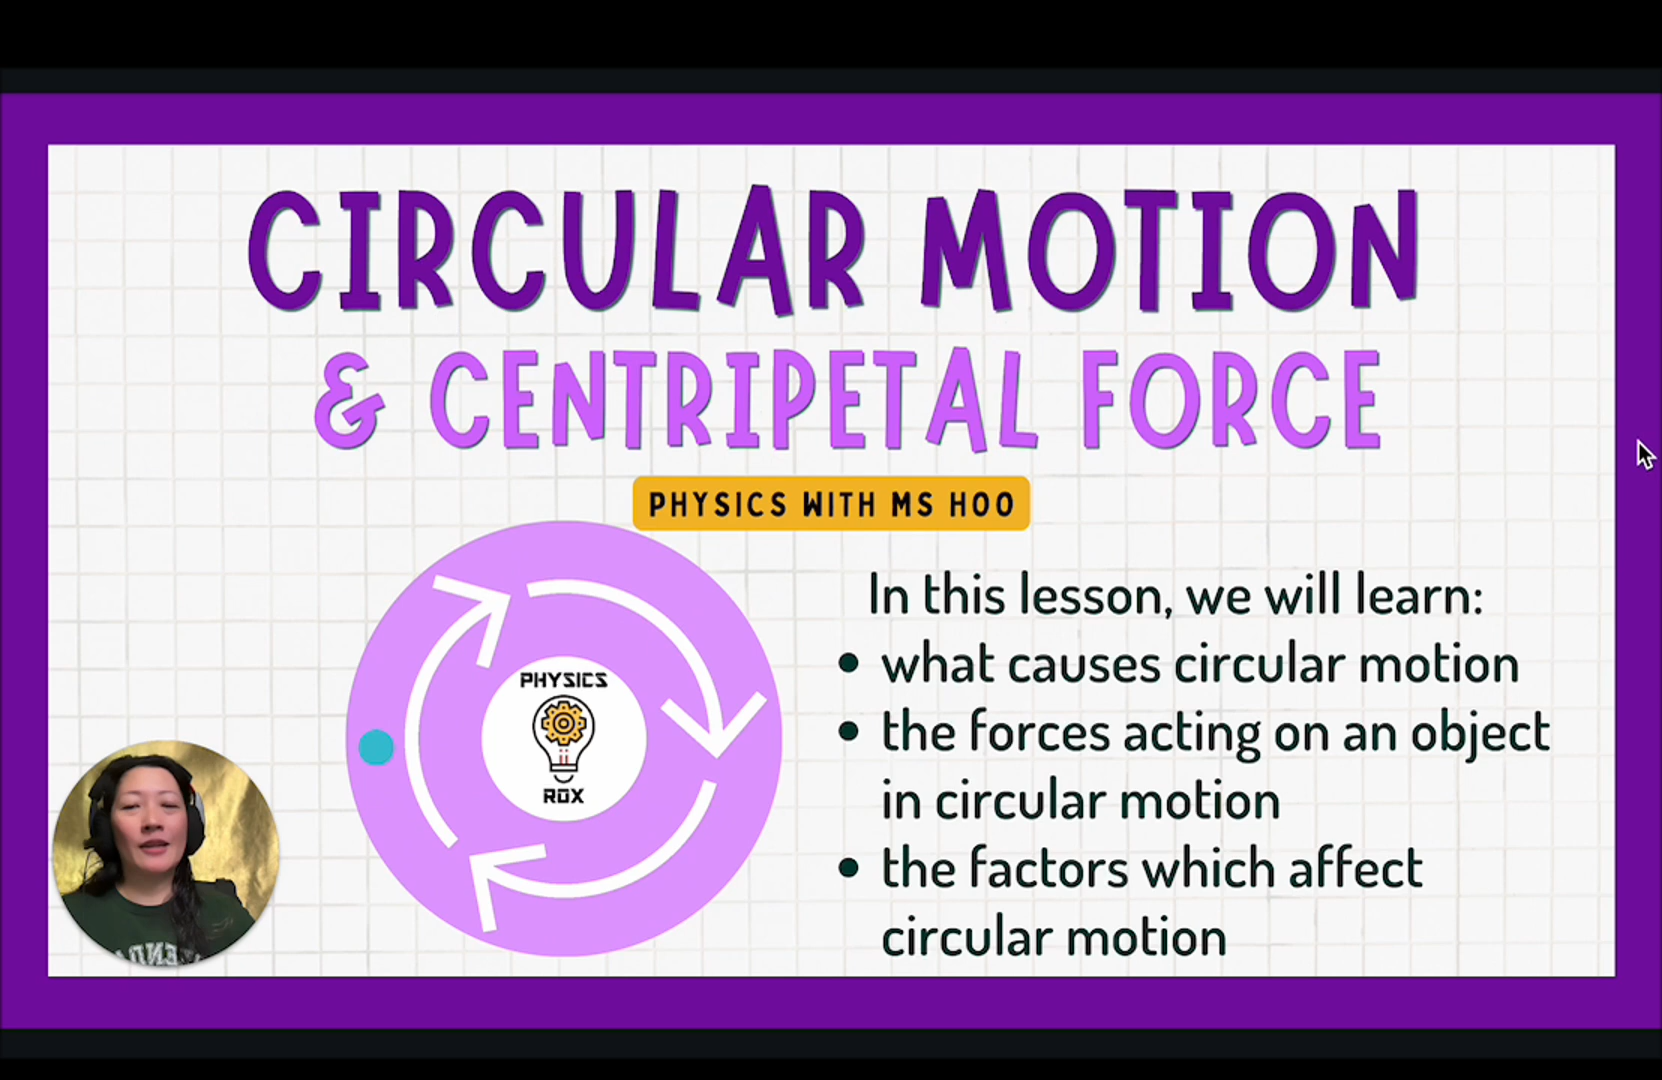 CIRCULAR MOTION
& CENTRIPETAL FORCE
PHYSICS WITH MS HOO
In this lesson, we will learn:
• what causes circular motion
• the forces acting on an object
in circular motion
• the factors which affect
circular motion
PHYSICS
ROX